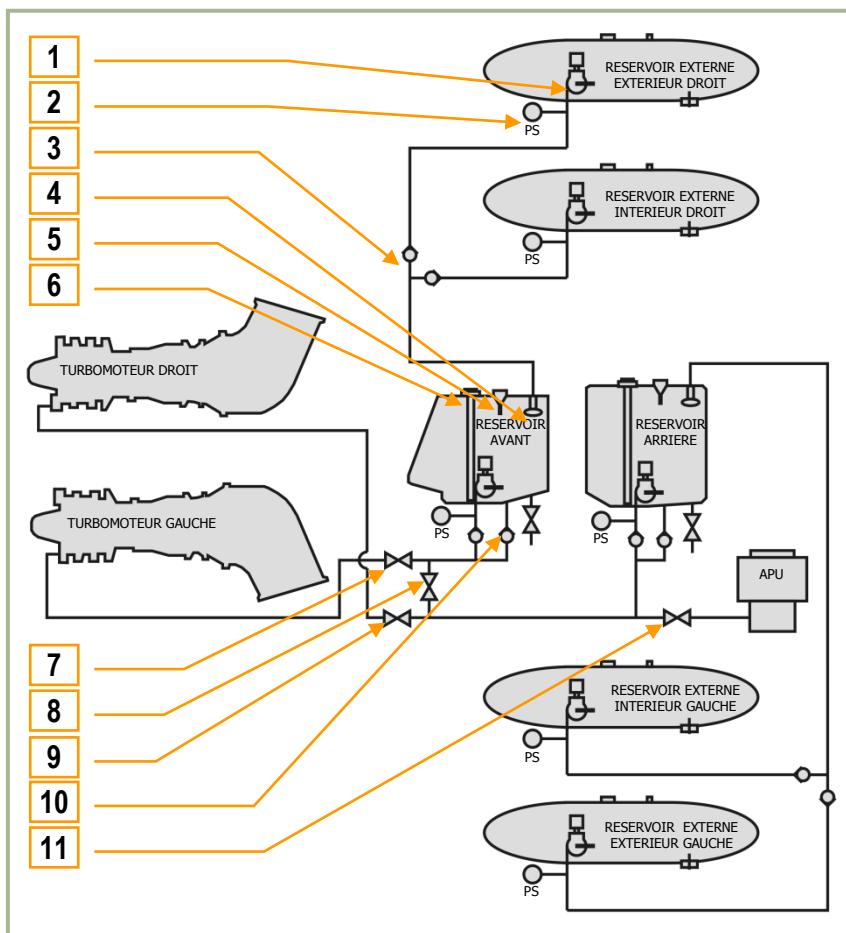 1
2
3
4
5
6
RESERVOIR EXTERNE
EXTERIEUR DROIT
PS
RESERVOIR EXTERNE
INTERIEUR DROIT
PS
TURBOMOTEUR DROIT
RESERVOIR
AVANT
RESERVOIR
ARRIERE
TURBOMOTEUR GAUCHE
PS
PS
APU
7
8
9
10
11
RESERVOIR EXTERNE
INTERIEUR GAUCHE
PS
RESERVOIR EXTERNE
EXTERIEUR GAUCHE
PS